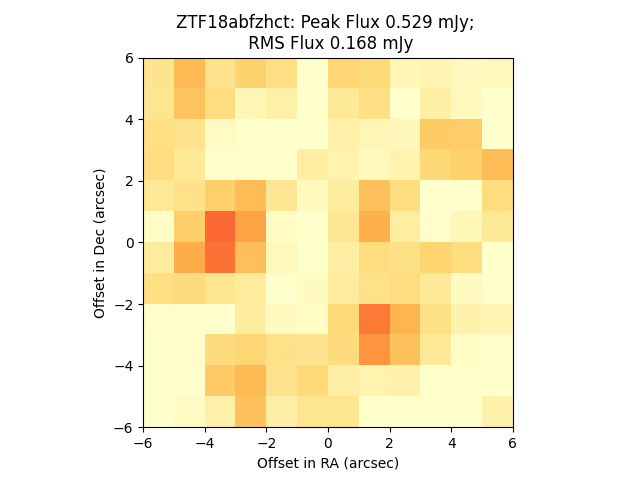 ZTF18abfzhct: Peak Flux 0.529 mJy;
RMS Flux 0.168 mJy
6
4
2
0
−2
−4
−6
Offset in Dec (arcsec)
−6 −4 −2 0 2 4 6
Offset in RA (arcsec)